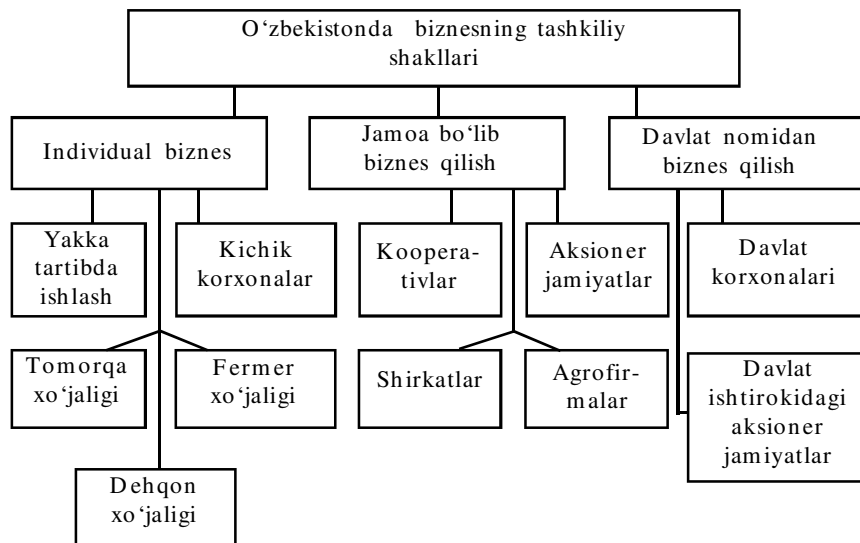 O‘zbekistonda biznesning tashkiliy
shakllari
Individual biznes
Jamoa bo‘lib
biznes qilish
Davlat nomidan
biznes qilish
Yakka
tartibda
ishlash
Kichik
korxonalar
Koopera-
tivlar
Aksioner
jamiyatlar
Davlat
korxonalari
Tomorqa
xo‘jaligi
Fermer
xo‘jaligi
Shirkatlar
Agrofir-
malar
Davlat
ishtirokidagi
aksioner
jamiyatlar
Dehqon
xo‘jaligi